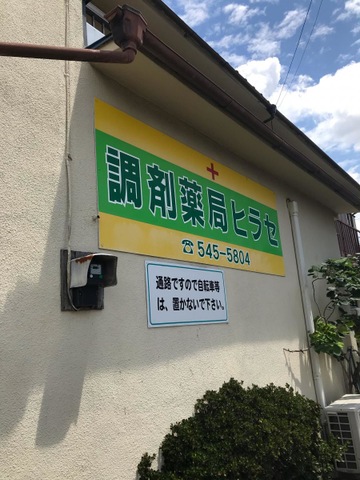 調剤薬局ヒラセ
☎545-5804
通路ですので自転車等
は、置かないで下さい。